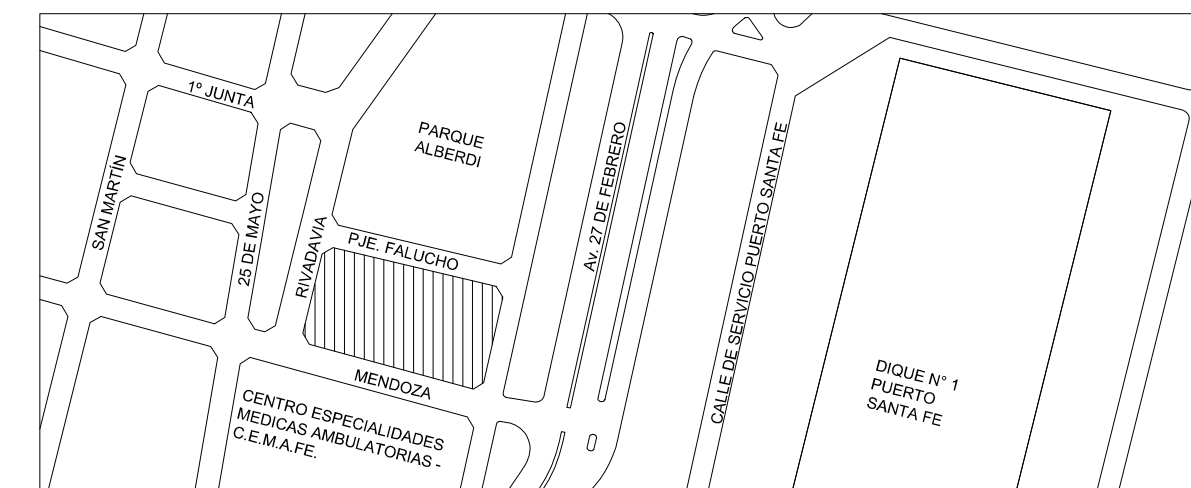 1º JUNTA
PARQUE
ALBERDI
SAN MARTÍN
25 DE MAYO
RIVADAVIA
PJE. FALUCHO
Av. 27 DE FEBRERO
CALLE DE SERVICIO PUERTO SANTA FE
MENDOZA
DIQUE N° 1
PUERTO
SANTA FE
CENTRO ESPECIALIDADES
MEDICAS AMBULATORIAS -
C.E.M.A.FE.